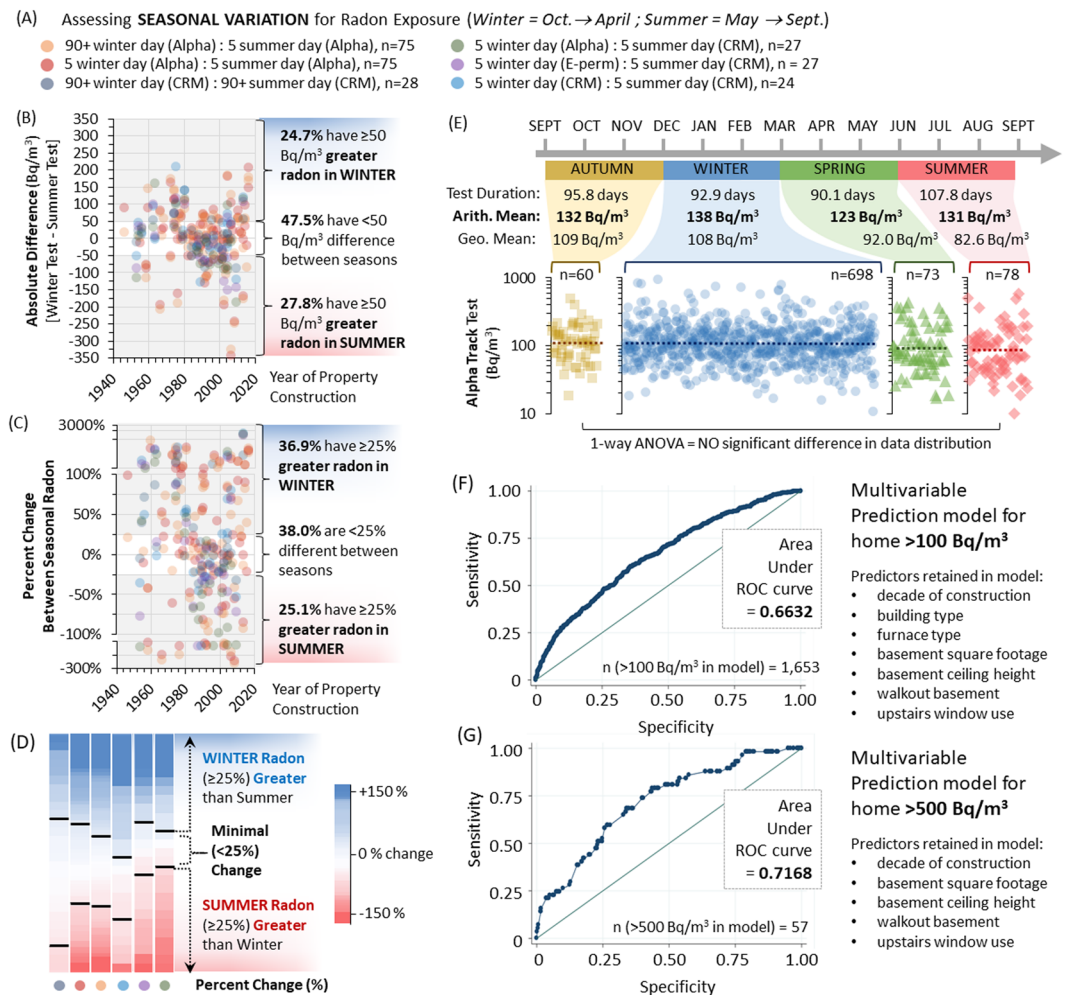 (A) Assessing SEASONAL VARIATION for Radon Exposure (Winter = Oct.→ April ; Summer = May → Sept.)
90+ winter day (Alpha) : 5 summer day (Alpha), n=75
5 winter day (Alpha) : 5 summer day (CRM), n=27
5 winter day (Alpha) : 5 summer day (Alpha), n=75
5 winter day (E-perm) : 5 summer day (CRM), n = 27
90+ winter day (CRM) : 90+ summer day (CRM), n=28
5 winter day (CRM) : 5 summer day (CRM), n=24
(B)
Absolute Difference (Bq/m³)
[Winter Test - Summer Test]
350
300
250
200
150
100
50
0
-50
-100
-150
-200
-250
-300
-350
1940
1960
1980
2000
2020
Year of Property
Construction
24.7% have ≥50
Bq/m³ greater
radon in WINTER
47.5% have <50
Bq/m³ difference
between seasons
27.8% have ≥50
Bq/m³ greater
radon in SUMMER
(C)
Percent Change
Between Seasonal Radon
3000%
100%
50%
0%
-50%
-100%
-300%
1940
1960
1980
2000
2020
Year of Property
Construction
36.9% have ≥25%
greater radon in
WINTER
38.0% are <25%
different between
seasons
25.1% have ≥25%
greater radon in
SUMMER
(D)
WINTER Radon
(≥25%) Greater
than Summer
Minimal
(<25%)
Change
SUMMER Radon
(≥25%) Greater
than Winter
+150 %
0 % change
-150 %
Percent Change (%)
(E)
SEPT OCT NOV DEC JAN FEB MAR APR MAY JUN JUL AUG SEPT
AUTUMN WINTER SPRING SUMMER
Test Duration: 95.8 days 92.9 days 90.1 days 107.8 days
Arith. Mean: 132 Bq/m³ 138 Bq/m³ 123 Bq/m³ 131 Bq/m³
Geo. Mean: 109 Bq/m³ 108 Bq/m³ 92.0 Bq/m³ 82.6 Bq/m³
n=60 n=698 n=73 n=78
Alpha Track Test
(Bq/m³)
1000
100
10
1-way ANOVA = NO significant difference in data distribution
(F)
Sensitivity
1.00
0.75
0.50
0.25
0
0 0.25 0.50 0.75 1.00
Specificity
Area
Under
ROC curve
= 0.6632
n (>100 Bq/m³ in model) = 1,653
Multivariable
Prediction model for
home >100 Bq/m³
Predictors retained in model:
• decade of construction
• building type
• furnace type
• basement square footage
• basement ceiling height
• walkout basement
• upstairs window use
(G)
Sensitivity
1.00
0.75
0.50
0.25
0
0 0.25 0.50 0.75 1.00
Specificity
Area
Under
ROC curve
= 0.7168
n (>500 Bq/m³ in model) = 57
Multivariable
Prediction model for
home >500 Bq/m³
Predictors retained in model:
• decade of construction
• basement square footage
• basement ceiling height
• walkout basement
• upstairs window use